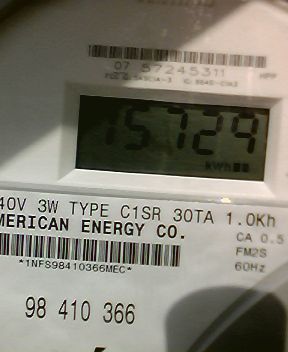 07 57245311
15729
kWh
40V 3W TYPE C1SR 30TA 1.0Kh
MERICAN ENERGY CO.
CA 0.5
FM2S
*1NFS98410366MEC*
60Hz
98 410 366